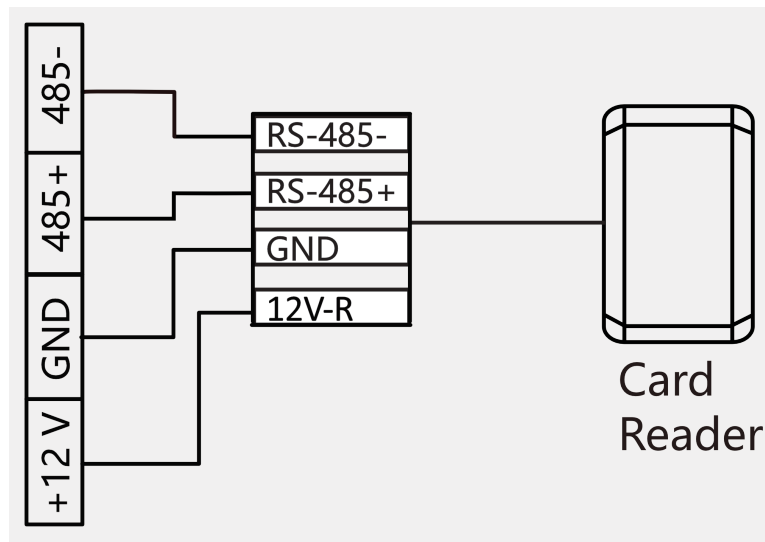 485-
485+
GND
+12 V
RS-485-
RS-485+
GND
12V-R
Card
Reader